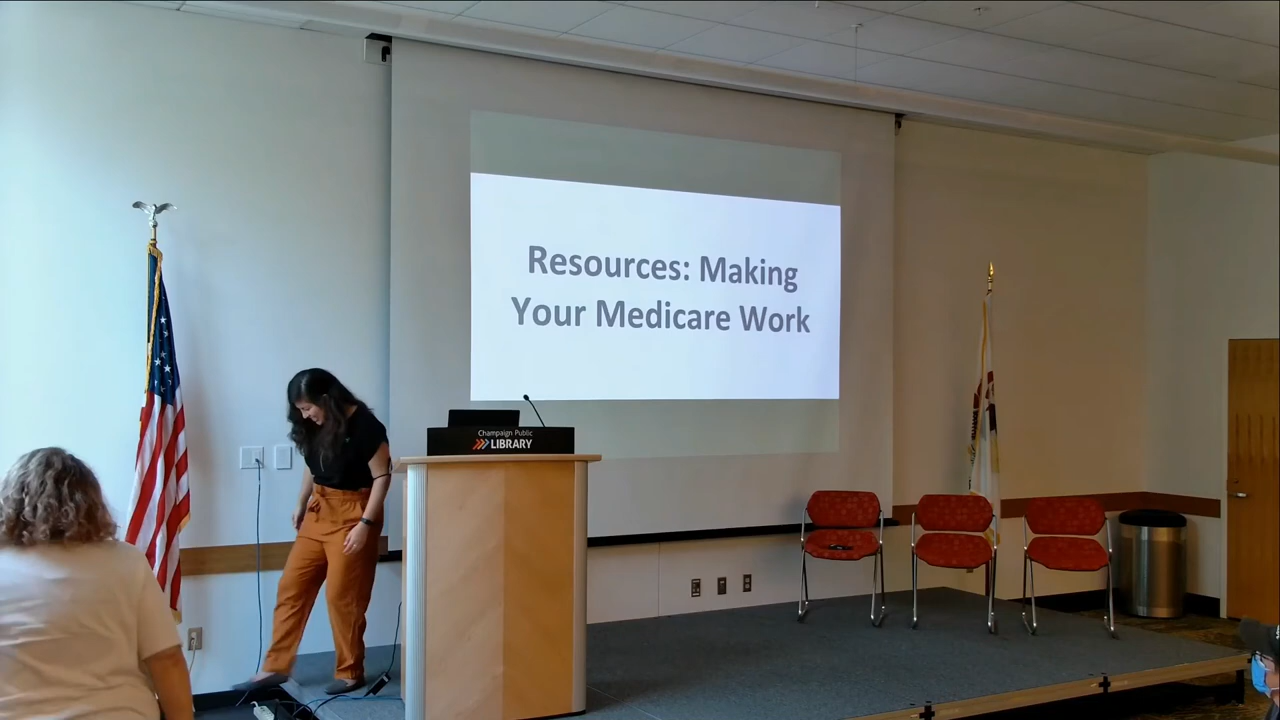 Resources: Making
Your Medicare Work
Champaign Public
LIBRARY